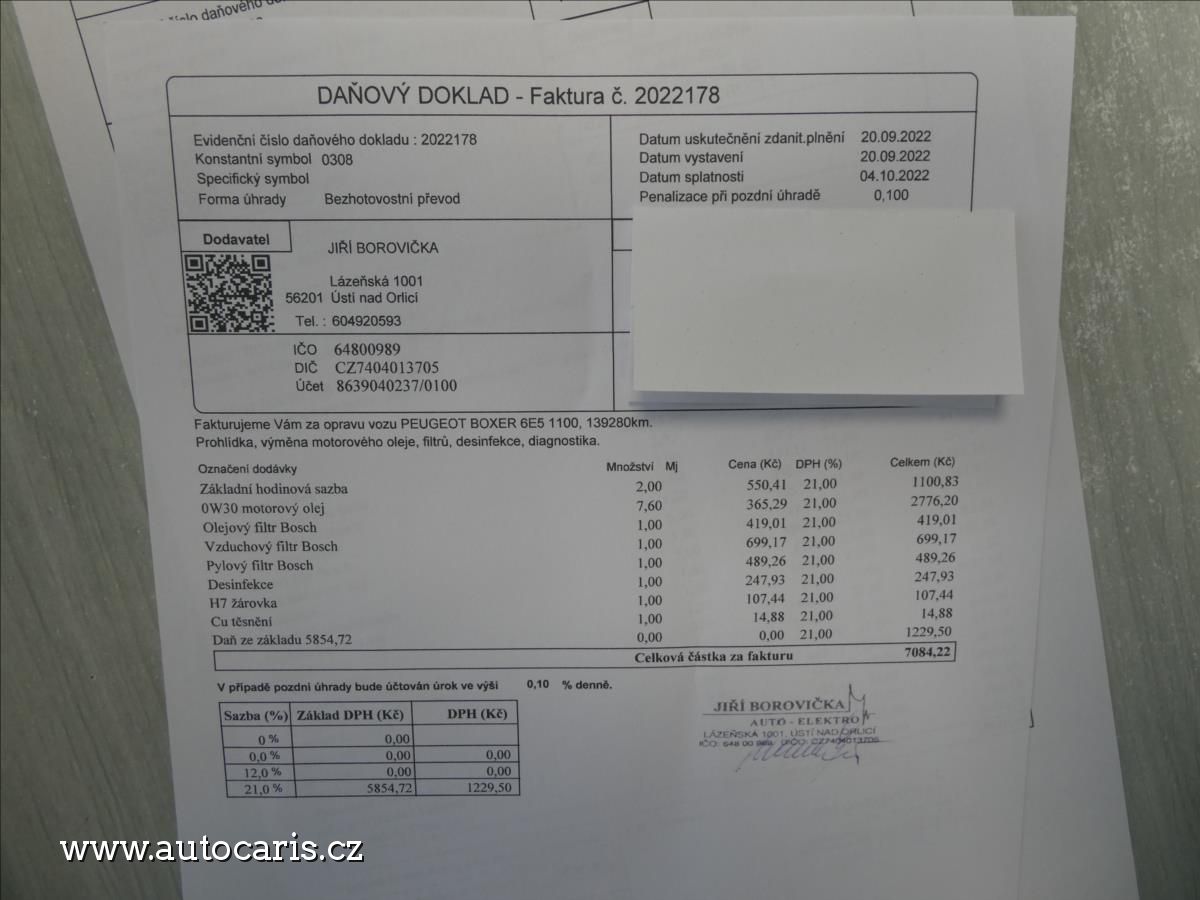 číslo daňového
DAŇOVÝ DOKLAD - Faktura č. 2022178
Evidenční číslo daňového dokladu : 2022178
Konstantní symbol 0308
Specifický symbol
Forma úhrady Bezhotovostní převod
Datum uskutečnění zdanit.plnění 20.09.2022
Datum vystavení 20.09.2022
Datum splatnosti 04.10.2022
Penalizace při pozdní úhradě 0,100
Dodavatel
JIŘÍ BOROVIČKA
Lázeňská 1001
56201 Ústí nad Orlicí
Tel. : 604920593
IČO 64800989
DIČ CZ7404013705
Účet 8639040237/0100
Fakturujeme Vám za opravu vozu PEUGEOT BOXER 6E5 1100, 139280km.
Prohlídka, výměna motorového oleje, filtrů, desinfekce, diagnostika.
Označení dodávky Množství Mj Cena (Kč) DPH (%) Celkem (Kč)
Základní hodinová sazba 2,00 550,41 21,00 1100,83
0W30 motorový olej 7,60 365,29 21,00 2776,20
Olejový filtr Bosch 1,00 419,01 21,00 419,01
Vzduchový filtr Bosch 1,00 699,17 21,00 699,17
Pylový filtr Bosch 1,00 489,26 21,00 489,26
Desinfekce 1,00 247,93 21,00 247,93
H7 žárovka 1,00 107,44 21,00 107,44
Cu těsnění 1,00 14,88 21,00 14,88
Daň ze základu 5854,72 0,00 0,00 21,00 1229,50
Celková částka za fakturu 7084,22
V případě pozdní úhrady bude účtován úrok ve výši 0,10 % denně.
Sazba (%) Základ DPH (Kč) DPH (Kč)
0 % 0,00
0,0 % 0,00 0,00
12,0 % 0,00 0,00
21,0 % 5854,72 1229,50
JIŘÍ BOROVIČKA
AUTO - ELEKTRO
LÁZEŇSKÁ 1001, ÚSTÍ NAD ORLICÍ
IČO: 648 00 989 DIČO: CZ7404013705
www.autocaris.cz